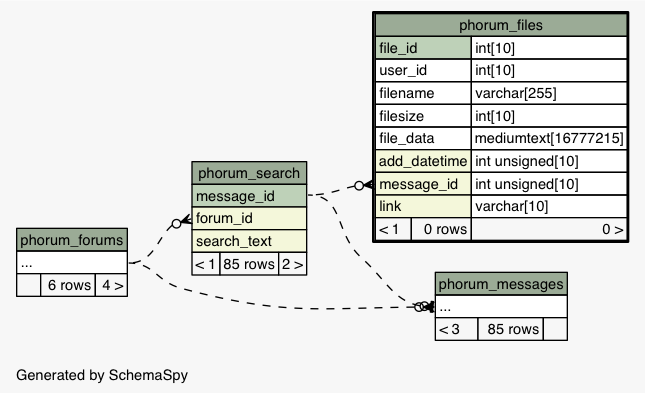 phorum_files
file_id int[10]
user_id int[10]
filename varchar[255]
filesize int[10]
file_data mediumtext[16777215]
add_datetime int unsigned[10]
message_id int unsigned[10]
link varchar[10]
< 1 0 rows 0 >
phorum_search
message_id
forum_id
search_text
< 1 85 rows 2 >
phorum_forums
...
6 rows 4 >
phorum_messages
...
< 3 85 rows
Generated by SchemaSpy